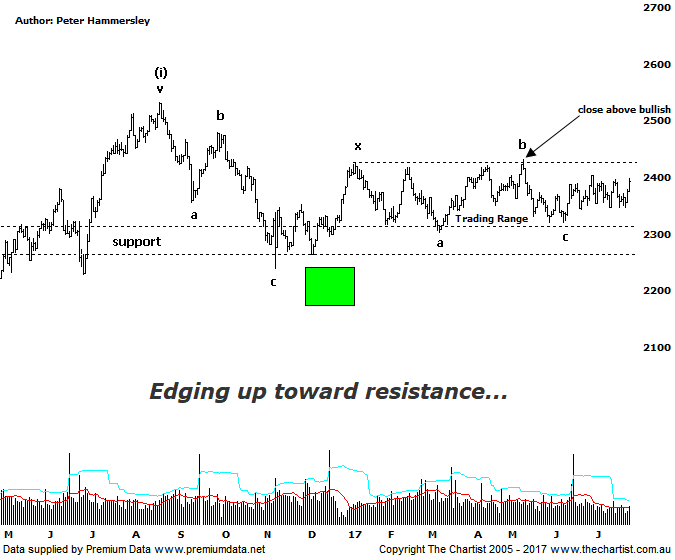 2700
Author: Peter Hammersley
2600
(i)
v
close above bullish
2500
b
x
b
2400
a
Trading Range
support
a
c
2300
c
2200
2100
Edging up toward resistance...
M J J A S O N D 17 F M A M J J
Data supplied by Premium Data www.premiumdata.net
Copyright The Chartist 2005 - 2017 www.thechartist.com.au